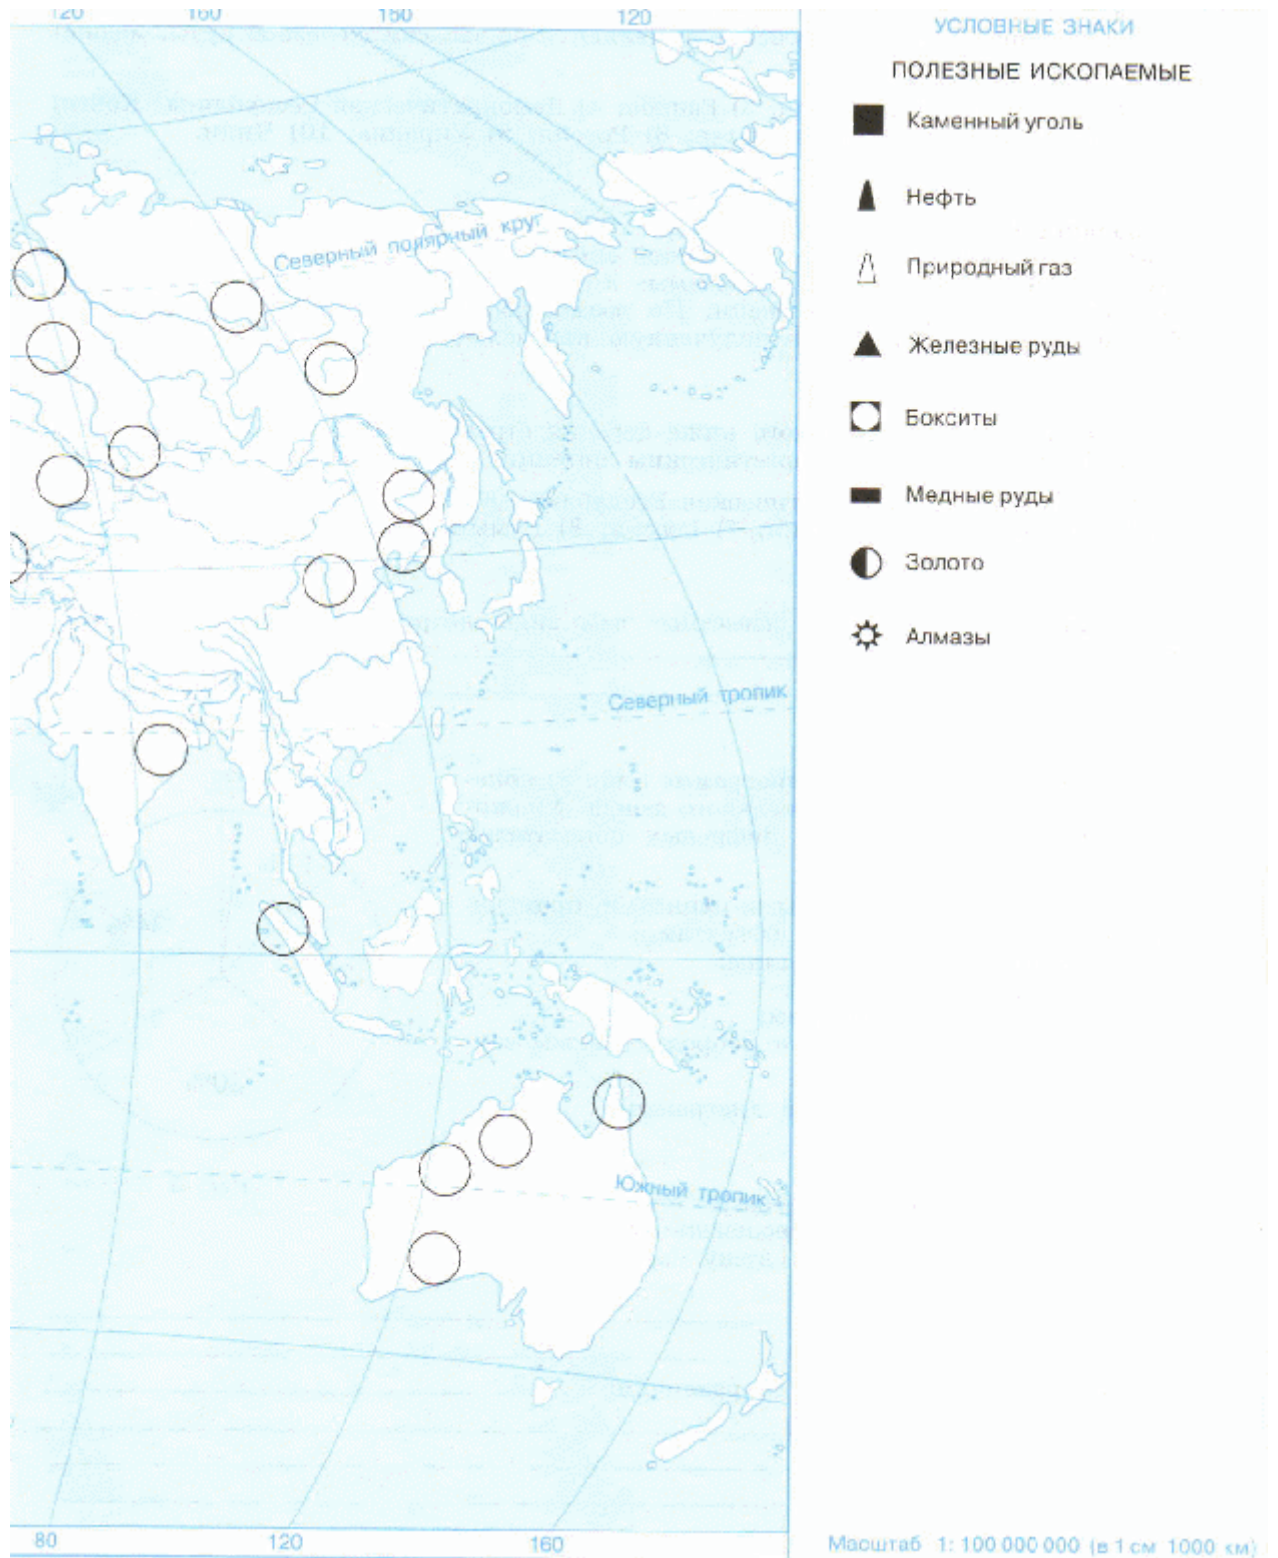 120 160 160 120
УСЛОВНЫЕ ЗНАКИ
ПОЛЕЗНЫЕ ИСКОПАЕМЫЕ
Каменный уголь
Нефть
Природный газ
Железные руды
Бокситы
Медные руды
Золото
Алмазы
Северный полярный круг
Северный тропик
Южный тропик
80 120 160
Масштаб 1: 100 000 000 (в 1 см 1000 км)